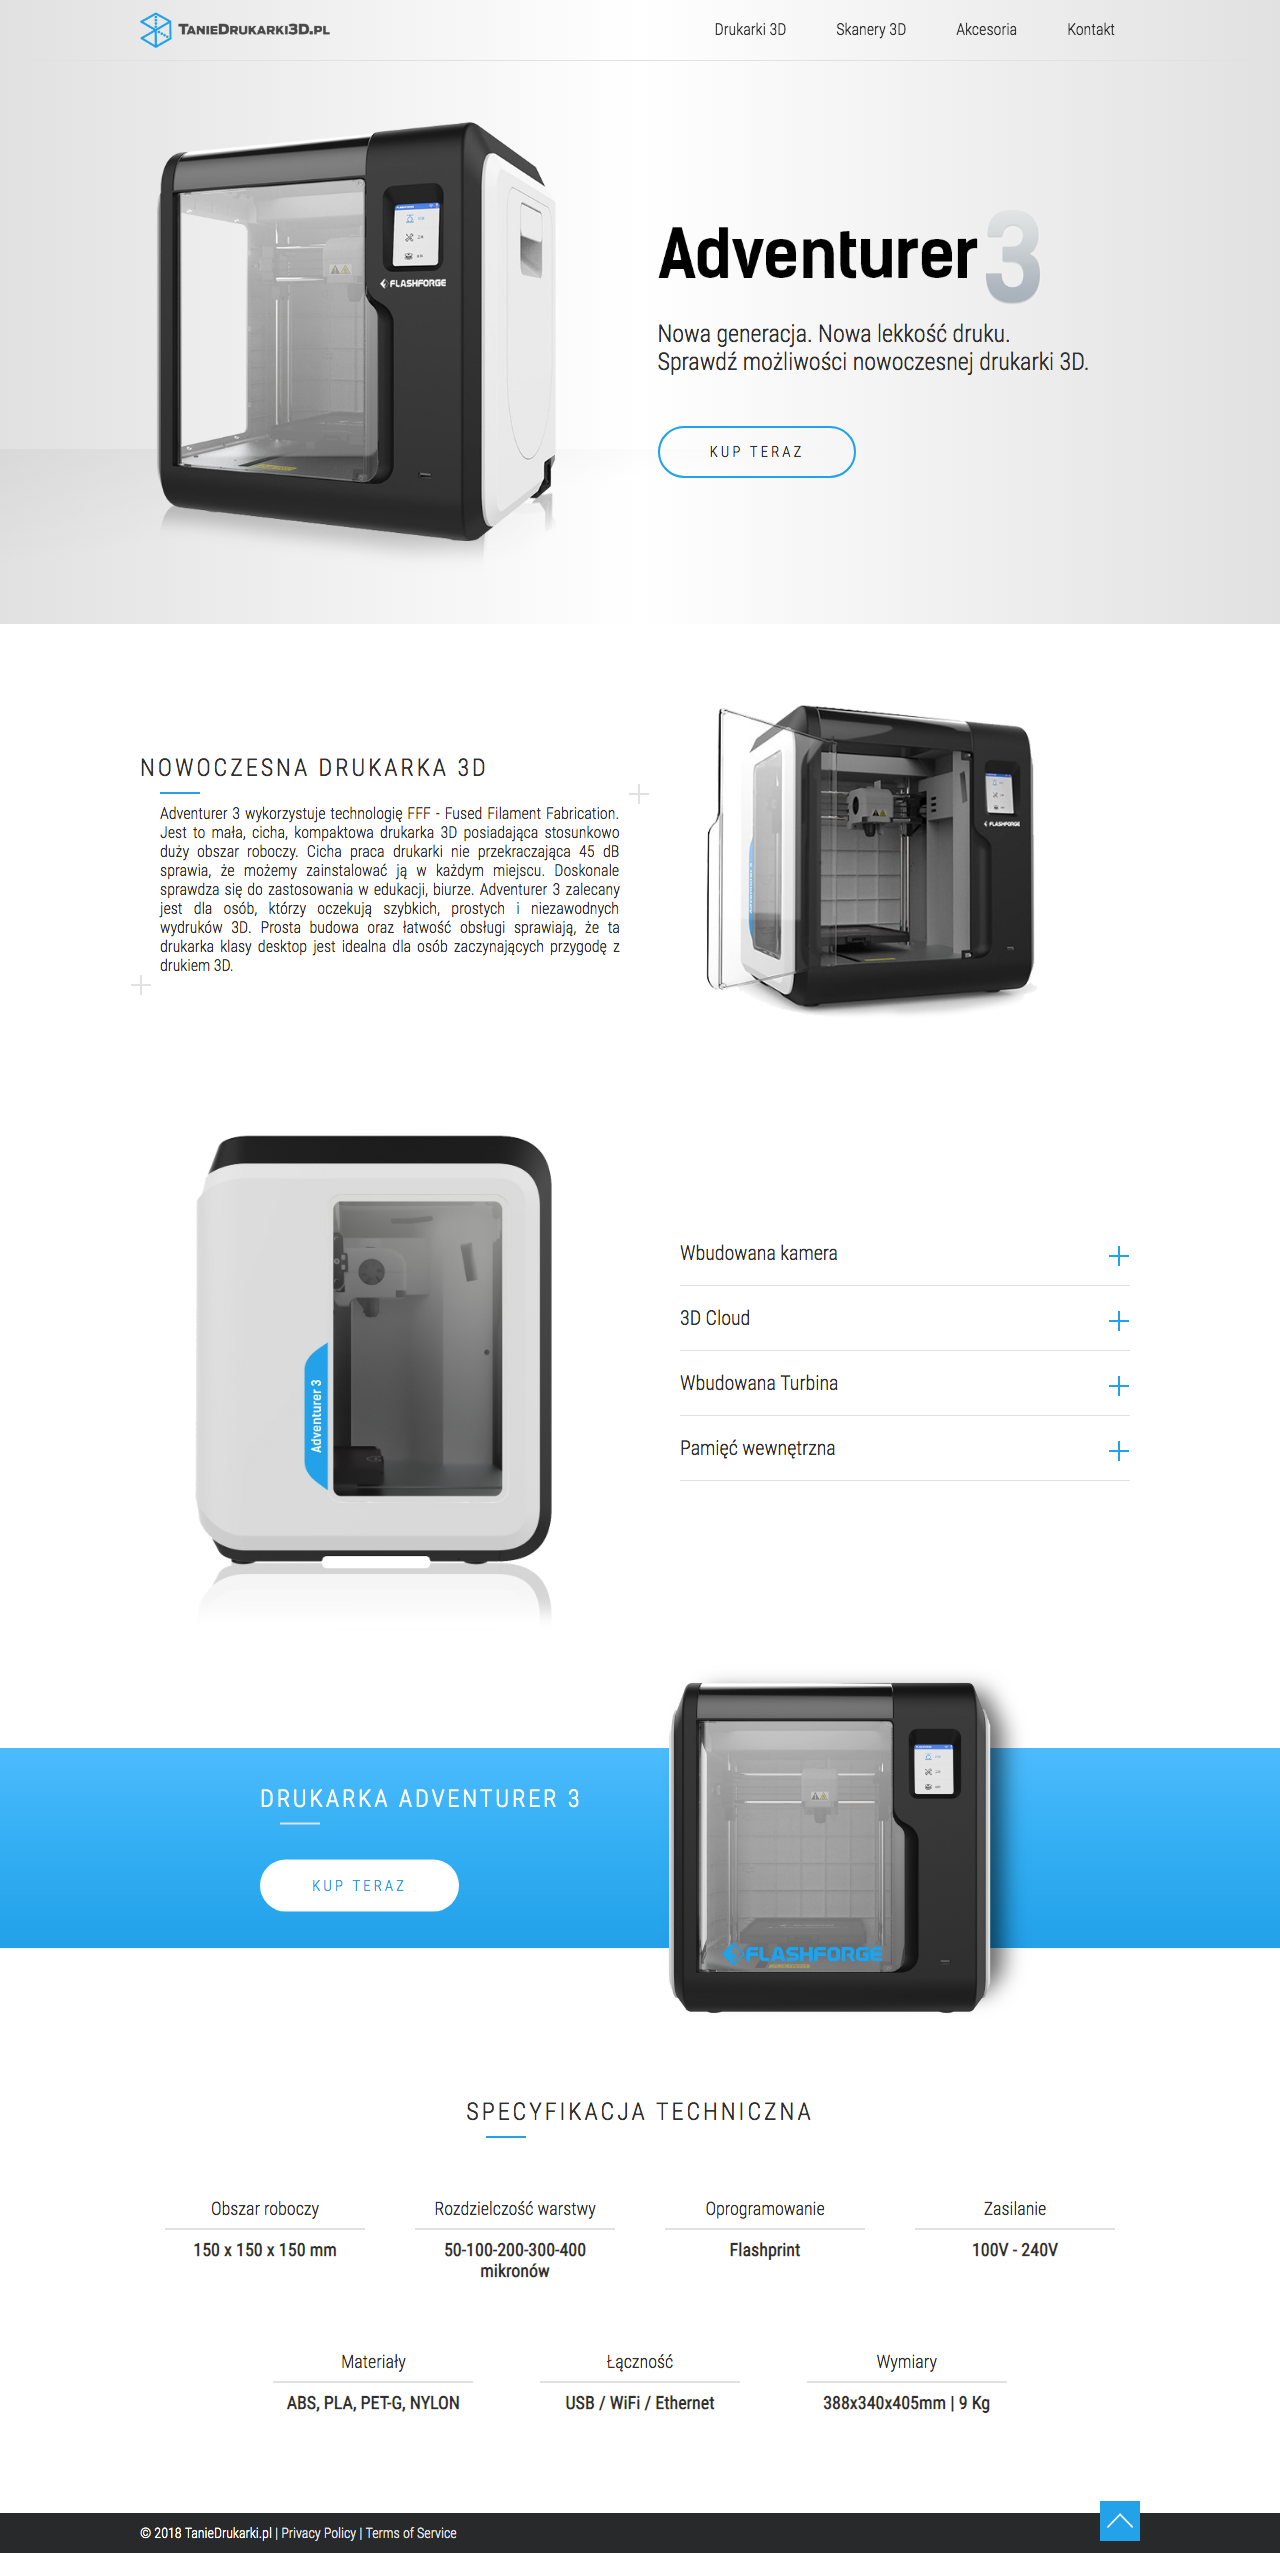 TANIEDRUKARKI3D.PL
Drukarki 3D
Skanery 3D
Akcesoria
Kontakt
FLASHFORGE
Adventurer 3
Nowa generacja. Nowa lekkość druku.
Sprawdź możliwości nowoczesnej drukarki 3D.
KUP TERAZ
NOWOCZESNA DRUKARKA 3D
Adventurer 3 wykorzystuje technologię FFF - Fused Filament Fabrication.
Jest to mała, cicha, kompaktowa drukarka 3D posiadająca stosunkowo
duży obszar roboczy. Cicha praca drukarki nie przekraczająca 45 dB
sprawia, że możemy zainstalować ją w każdym miejscu. Doskonale
sprawdza się do zastosowania w edukacji, biurze. Adventurer 3 zalecany
jest dla osób, którzy oczekują szybkich, prostych i niezawodnych
wydruków 3D. Prosta budowa oraz łatwość obsługi sprawiają, że ta
drukarka klasy desktop jest idealna dla osób zaczynających przygodę z
drukiem 3D.
FLASHFORGE
Adventurer 3
Adventurer 3
Wbudowana kamera
3D Cloud
Wbudowana Turbina
Pamięć wewnętrzna
DRUKARKA ADVENTURER 3
KUP TERAZ
FLASHFORGE
SPECYFIKACJA TECHNICZNA
Obszar roboczy
150 x 150 x 150 mm
Rozdzielczość warstwy
50-100-200-300-400
mikronów
Oprogramowanie
Flashprint
Zasilanie
100V - 240V
Materiały
ABS, PLA, PET-G, NYLON
Łączność
USB / WiFi / Ethernet
Wymiary
388x340x405mm | 9 Kg
© 2018 TanieDrukarki.pl | Privacy Policy | Terms of Service